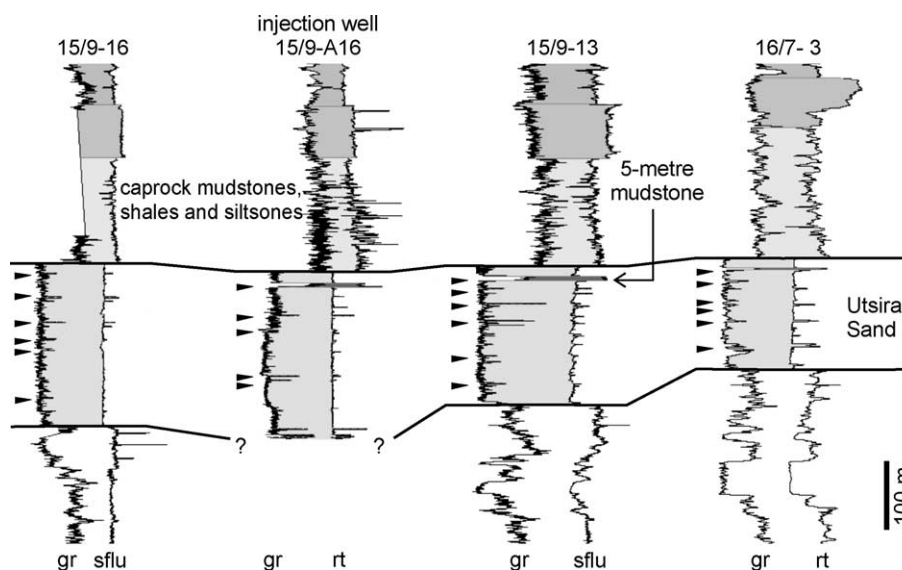 injection well
15/9-16
15/9-A16
15/9-13
16/7- 3
caprock mudstones,
shales and siltsones
5-metre
mudstone
Utsira
Sand
?
?
100 m
gr sflu
gr rt
gr sflu
gr rt